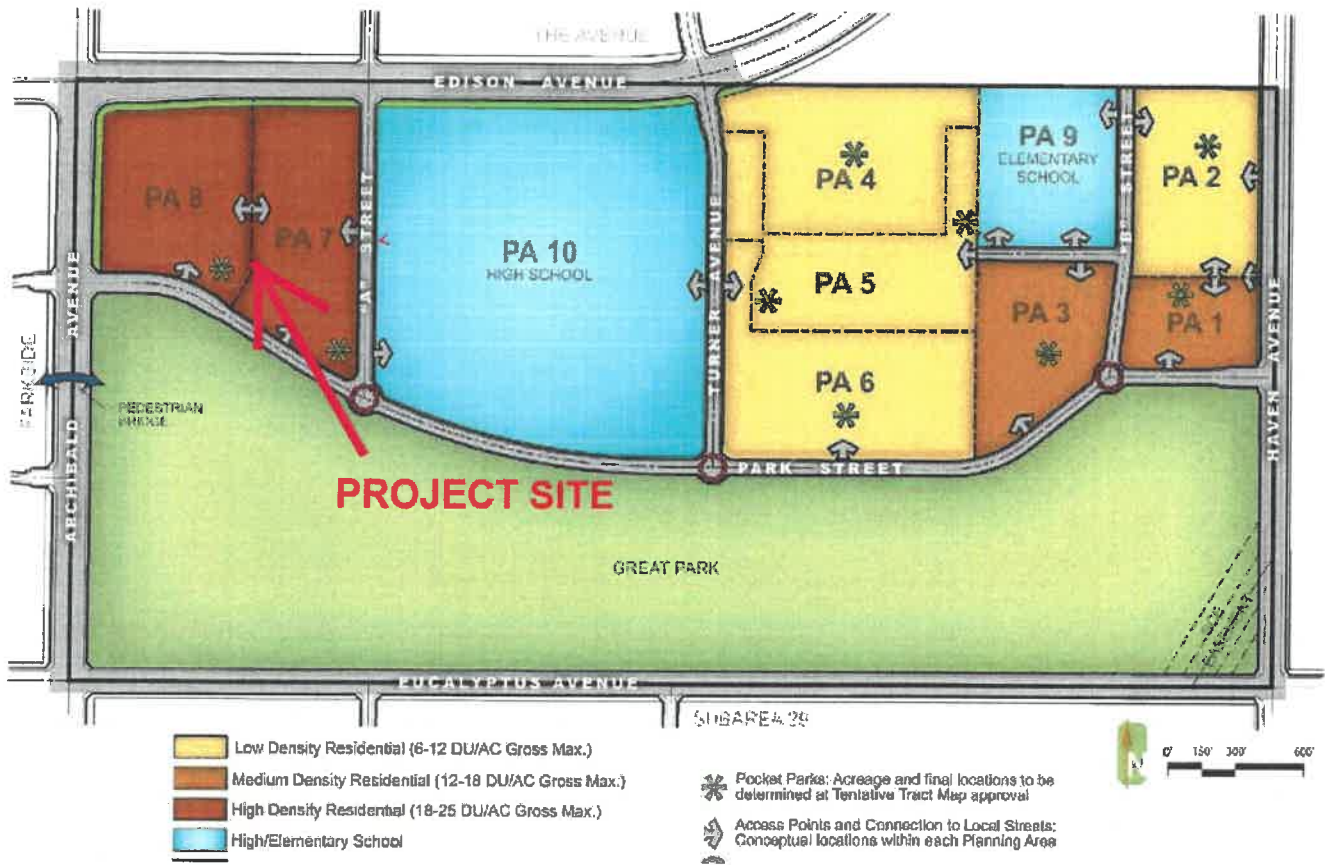 THE AVENUE
EDISON AVENUE
PA 8
PA 7
"A" STREET
PA 10
HIGH SCHOOL
TURNER AVENUE
PA 4
PA 5
PA 6
PA 9
ELEMENTARY
SCHOOL
"B" STREET
PA 2
PA 3
PA 1
HAVEN AVENUE
PARKSIDE
ARCHIBALD AVENUE
PEDESTRIAN
BRIDGE
PROJECT SITE
PARK STREET
GREAT PARK
SCE
EASEMENT
EUCALYPTUS AVENUE
SUBAREA 29
Low Density Residential (6-12 DU/AC Gross Max.)
Medium Density Residential (12-18 DU/AC Gross Max.)
High Density Residential (18-25 DU/AC Gross Max.)
High/Elementary School
Pocket Parks: Acreage and final locations to be
determined at Tentative Tract Map approval
Access Points and Connection to Local Streets:
Conceptual locations within each Planning Area
0' 150' 300' 600'